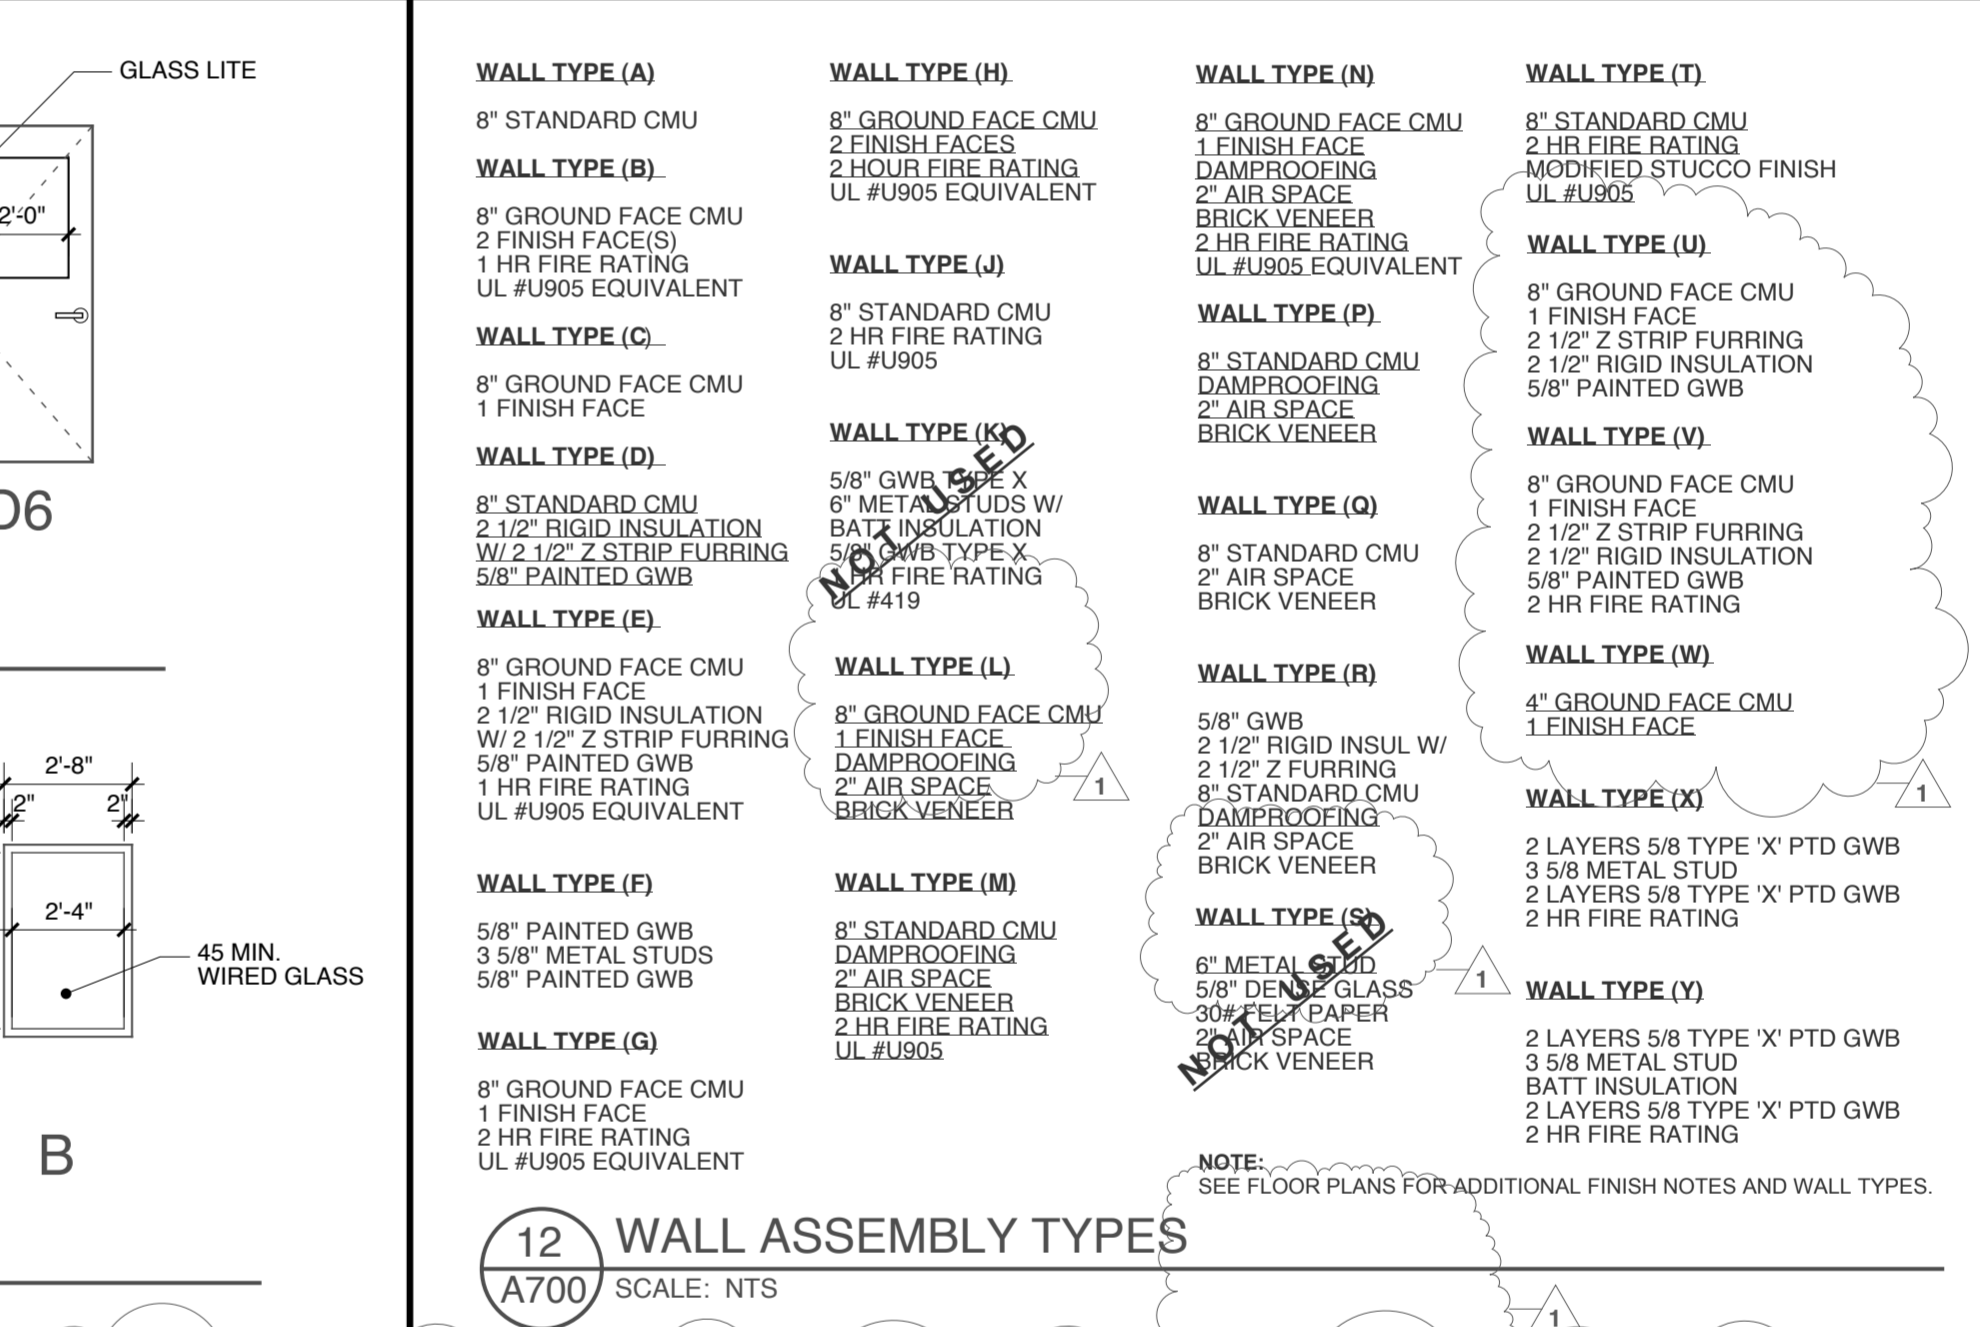 GLASS LITE
2'-0"
D6
2'-8"
2"
2"
2'-4"
45 MIN.
WIRED GLASS
B
WALL TYPE (A)
8" STANDARD CMU
WALL TYPE (B)
8" GROUND FACE CMU
2 FINISH FACE(S)
1 HR FIRE RATING
UL #U905 EQUIVALENT
WALL TYPE (C)
8" GROUND FACE CMU
1 FINISH FACE
WALL TYPE (D)
8" STANDARD CMU
2 1/2" RIGID INSULATION
W/ 2 1/2" Z STRIP FURRING
5/8" PAINTED GWB
WALL TYPE (E)
8" GROUND FACE CMU
1 FINISH FACE
2 1/2" RIGID INSULATION
W/ 2 1/2" Z STRIP FURRING
5/8" PAINTED GWB
1 HR FIRE RATING
UL #U905 EQUIVALENT
WALL TYPE (F)
5/8" PAINTED GWB
3 5/8" METAL STUDS
5/8" PAINTED GWB
WALL TYPE (G)
8" GROUND FACE CMU
1 FINISH FACE
2 HR FIRE RATING
UL #U905 EQUIVALENT
WALL TYPE (H)
8" GROUND FACE CMU
2 FINISH FACES
2 HOUR FIRE RATING
UL #U905 EQUIVALENT
WALL TYPE (J)
8" STANDARD CMU
2 HR FIRE RATING
UL #U905
WALL TYPE (K)
5/8" GWB TYPE X
6" METAL STUDS W/
BATT INSULATION
5/8" GWB TYPE X
HR FIRE RATING
UL #419
NOT USED
WALL TYPE (L)
8" GROUND FACE CMU
1 FINISH FACE
DAMPROOFING
2" AIR SPACE
BRICK VENEER
1
WALL TYPE (M)
8" STANDARD CMU
DAMPROOFING
2" AIR SPACE
BRICK VENEER
2 HR FIRE RATING
UL #U905
WALL TYPE (N)
8" GROUND FACE CMU
1 FINISH FACE
DAMPROOFING
2" AIR SPACE
BRICK VENEER
2 HR FIRE RATING
UL #U905 EQUIVALENT
WALL TYPE (P)
8" STANDARD CMU
DAMPROOFING
2" AIR SPACE
BRICK VENEER
WALL TYPE (Q)
8" STANDARD CMU
2" AIR SPACE
BRICK VENEER
WALL TYPE (R)
5/8" GWB
2 1/2" RIGID INSUL W/
2 1/2" Z FURRING
8" STANDARD CMU
DAMPROOFING
2" AIR SPACE
BRICK VENEER
WALL TYPE (S)
6" METAL STUD
5/8" DENSE GLASS
30# FELT PAPER
2" AIR SPACE
BRICK VENEER
NOT USED
1
WALL TYPE (T)
8" STANDARD CMU
2 HR FIRE RATING
MODIFIED STUCCO FINISH
UL #U905
WALL TYPE (U)
8" GROUND FACE CMU
1 FINISH FACE
2 1/2" Z STRIP FURRING
2 1/2" RIGID INSULATION
5/8" PAINTED GWB
WALL TYPE (V)
8" GROUND FACE CMU
1 FINISH FACE
2 1/2" Z STRIP FURRING
2 1/2" RIGID INSULATION
5/8" PAINTED GWB
2 HR FIRE RATING
WALL TYPE (W)
4" GROUND FACE CMU
1 FINISH FACE
1
WALL TYPE (X)
2 LAYERS 5/8 TYPE 'X' PTD GWB
3 5/8 METAL STUD
2 LAYERS 5/8 TYPE 'X' PTD GWB
2 HR FIRE RATING
WALL TYPE (Y)
2 LAYERS 5/8 TYPE 'X' PTD GWB
3 5/8 METAL STUD
BATT INSULATION
2 LAYERS 5/8 TYPE 'X' PTD GWB
2 HR FIRE RATING
NOTE:
SEE FLOOR PLANS FOR ADDITIONAL FINISH NOTES AND WALL TYPES.
12
A700
WALL ASSEMBLY TYPES
SCALE: NTS
1